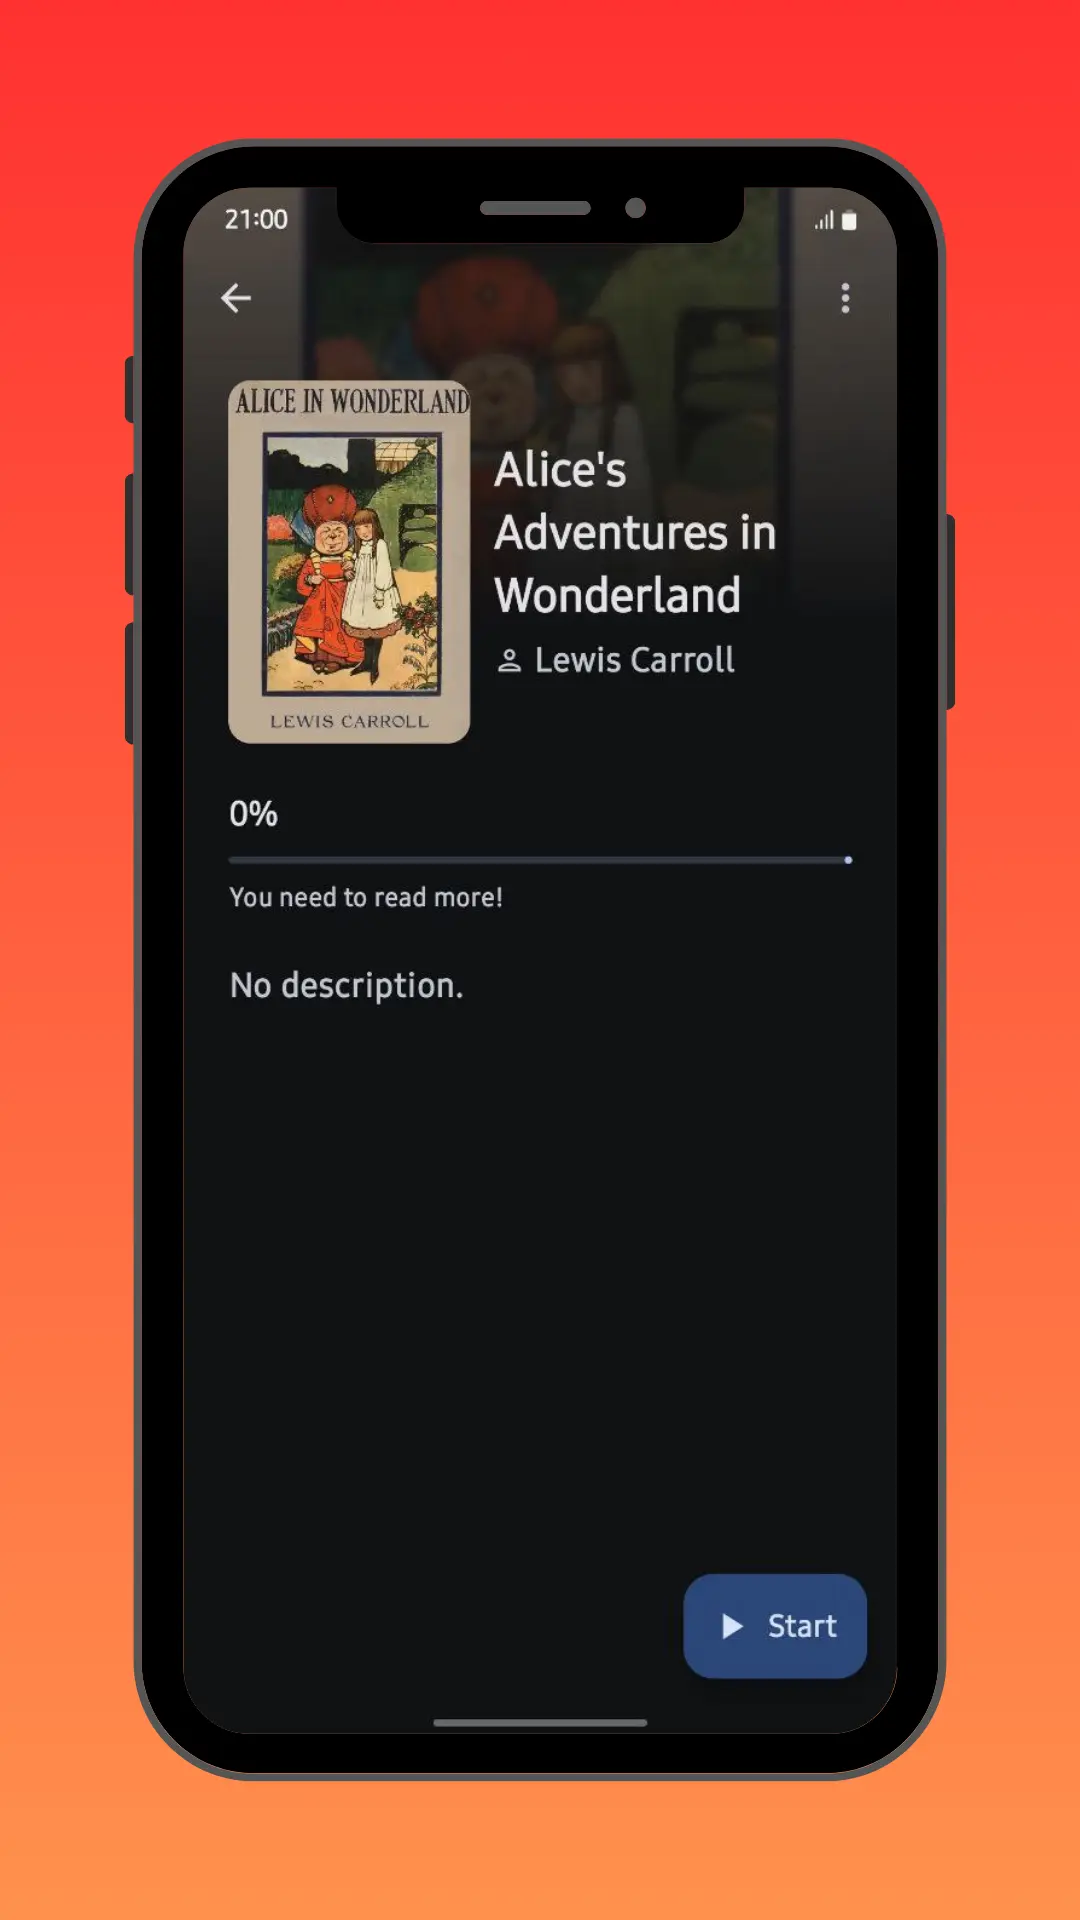 21:00
ALICE IN WONDERLAND
LEWIS CARROLL
Alice's
Adventures in
Wonderland
Lewis Carroll
0%
You need to read more!
No description.
Start